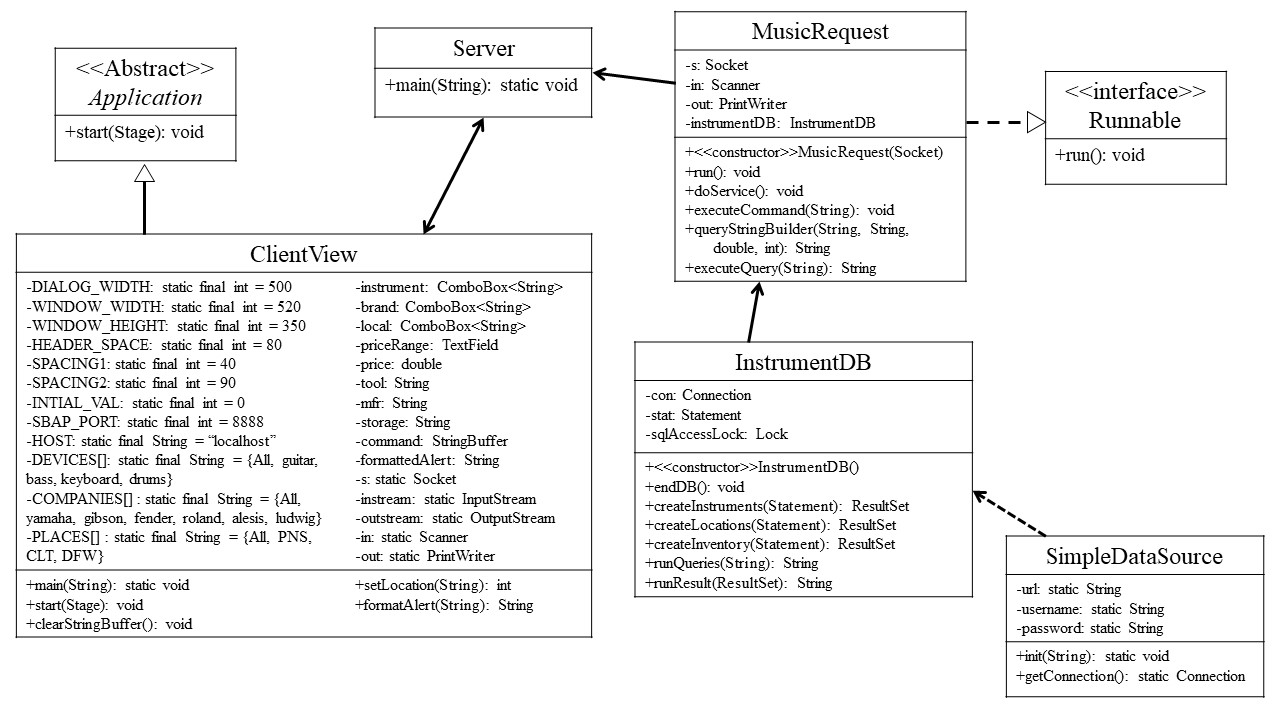 <<Abstract>>
Application
+start(Stage): void
Server
+main(String): static void
MusicRequest
-s: Socket
-in: Scanner
-out: PrintWriter
-instrumentDB: InstrumentDB
+<<constructor>>MusicRequest(Socket)
+run(): void
+doService(): void
+executeCommand(String): void
+queryStringBuilder(String, String,
double, int): String
+executeQuery(String): String
<<interface>>
Runnable
+run(): void
ClientView
-DIALOG_WIDTH: static final int = 500
-WINDOW_WIDTH: static final int = 520
-WINDOW_HEIGHT: static final int = 350
-HEADER_SPACE: static final int = 80
-SPACING1: static final int = 40
-SPACING2: static final int = 90
-INTIAL_VAL: static final int = 0
-SBAP_PORT: static final int = 8888
-HOST: static final String = “localhost”
-DEVICES[]: static final String = {All, guitar,
bass, keyboard, drums}
-COMPANIES[] : static final String = {All,
yamaha, gibson, fender, roland, alesis, ludwig}
-PLACES[] : static final String = {All, PNS,
CLT, DFW}
-instrument: ComboBox<String>
-brand: ComboBox<String>
-local: ComboBox<String>
-priceRange: TextField
-price: double
-tool: String
-mfr: String
-storage: String
-command: StringBuffer
-formattedAlert: String
-s: static Socket
-instream: static InputStream
-outstream: static OutputStream
-in: static Scanner
-out: static PrintWriter
+main(String): static void
+start(Stage): void
+clearStringBuffer(): void
+setLocation(String): int
+formatAlert(String): String
InstrumentDB
-con: Connection
-stat: Statement
-sqlAccessLock: Lock
+<<constructor>>InstrumentDB()
+endDB(): void
+createInstruments(Statement): ResultSet
+createLocations(Statement): ResultSet
+createInventory(Statement): ResultSet
+runQueries(String): String
+runResult(ResultSet): String
SimpleDataSource
-url: static String
-username: static String
-password: static String
+init(String): static void
+getConnection(): static Connection